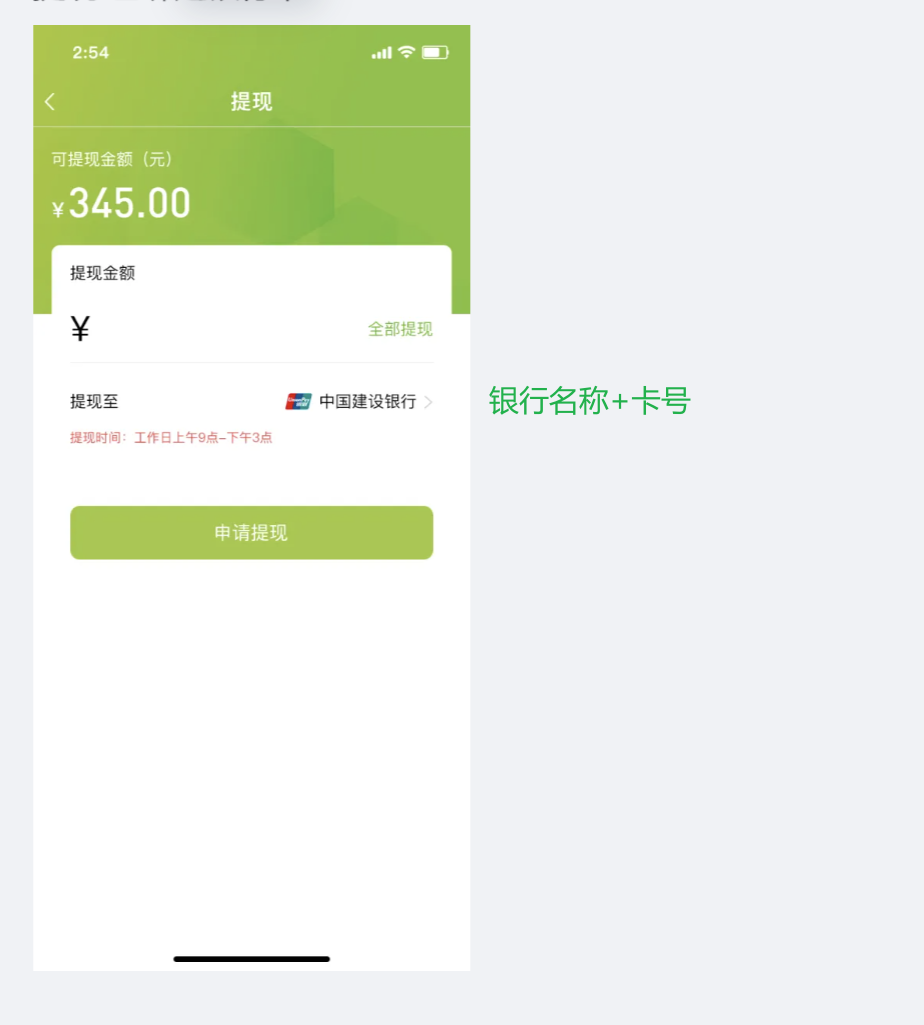 2:54
提现
可提现金额（元）
¥345.00
提现金额
¥ 全部提现
提现至 中国建设银行
银行名称+卡号
提现时间：工作日上午9点–下午3点
申请提现